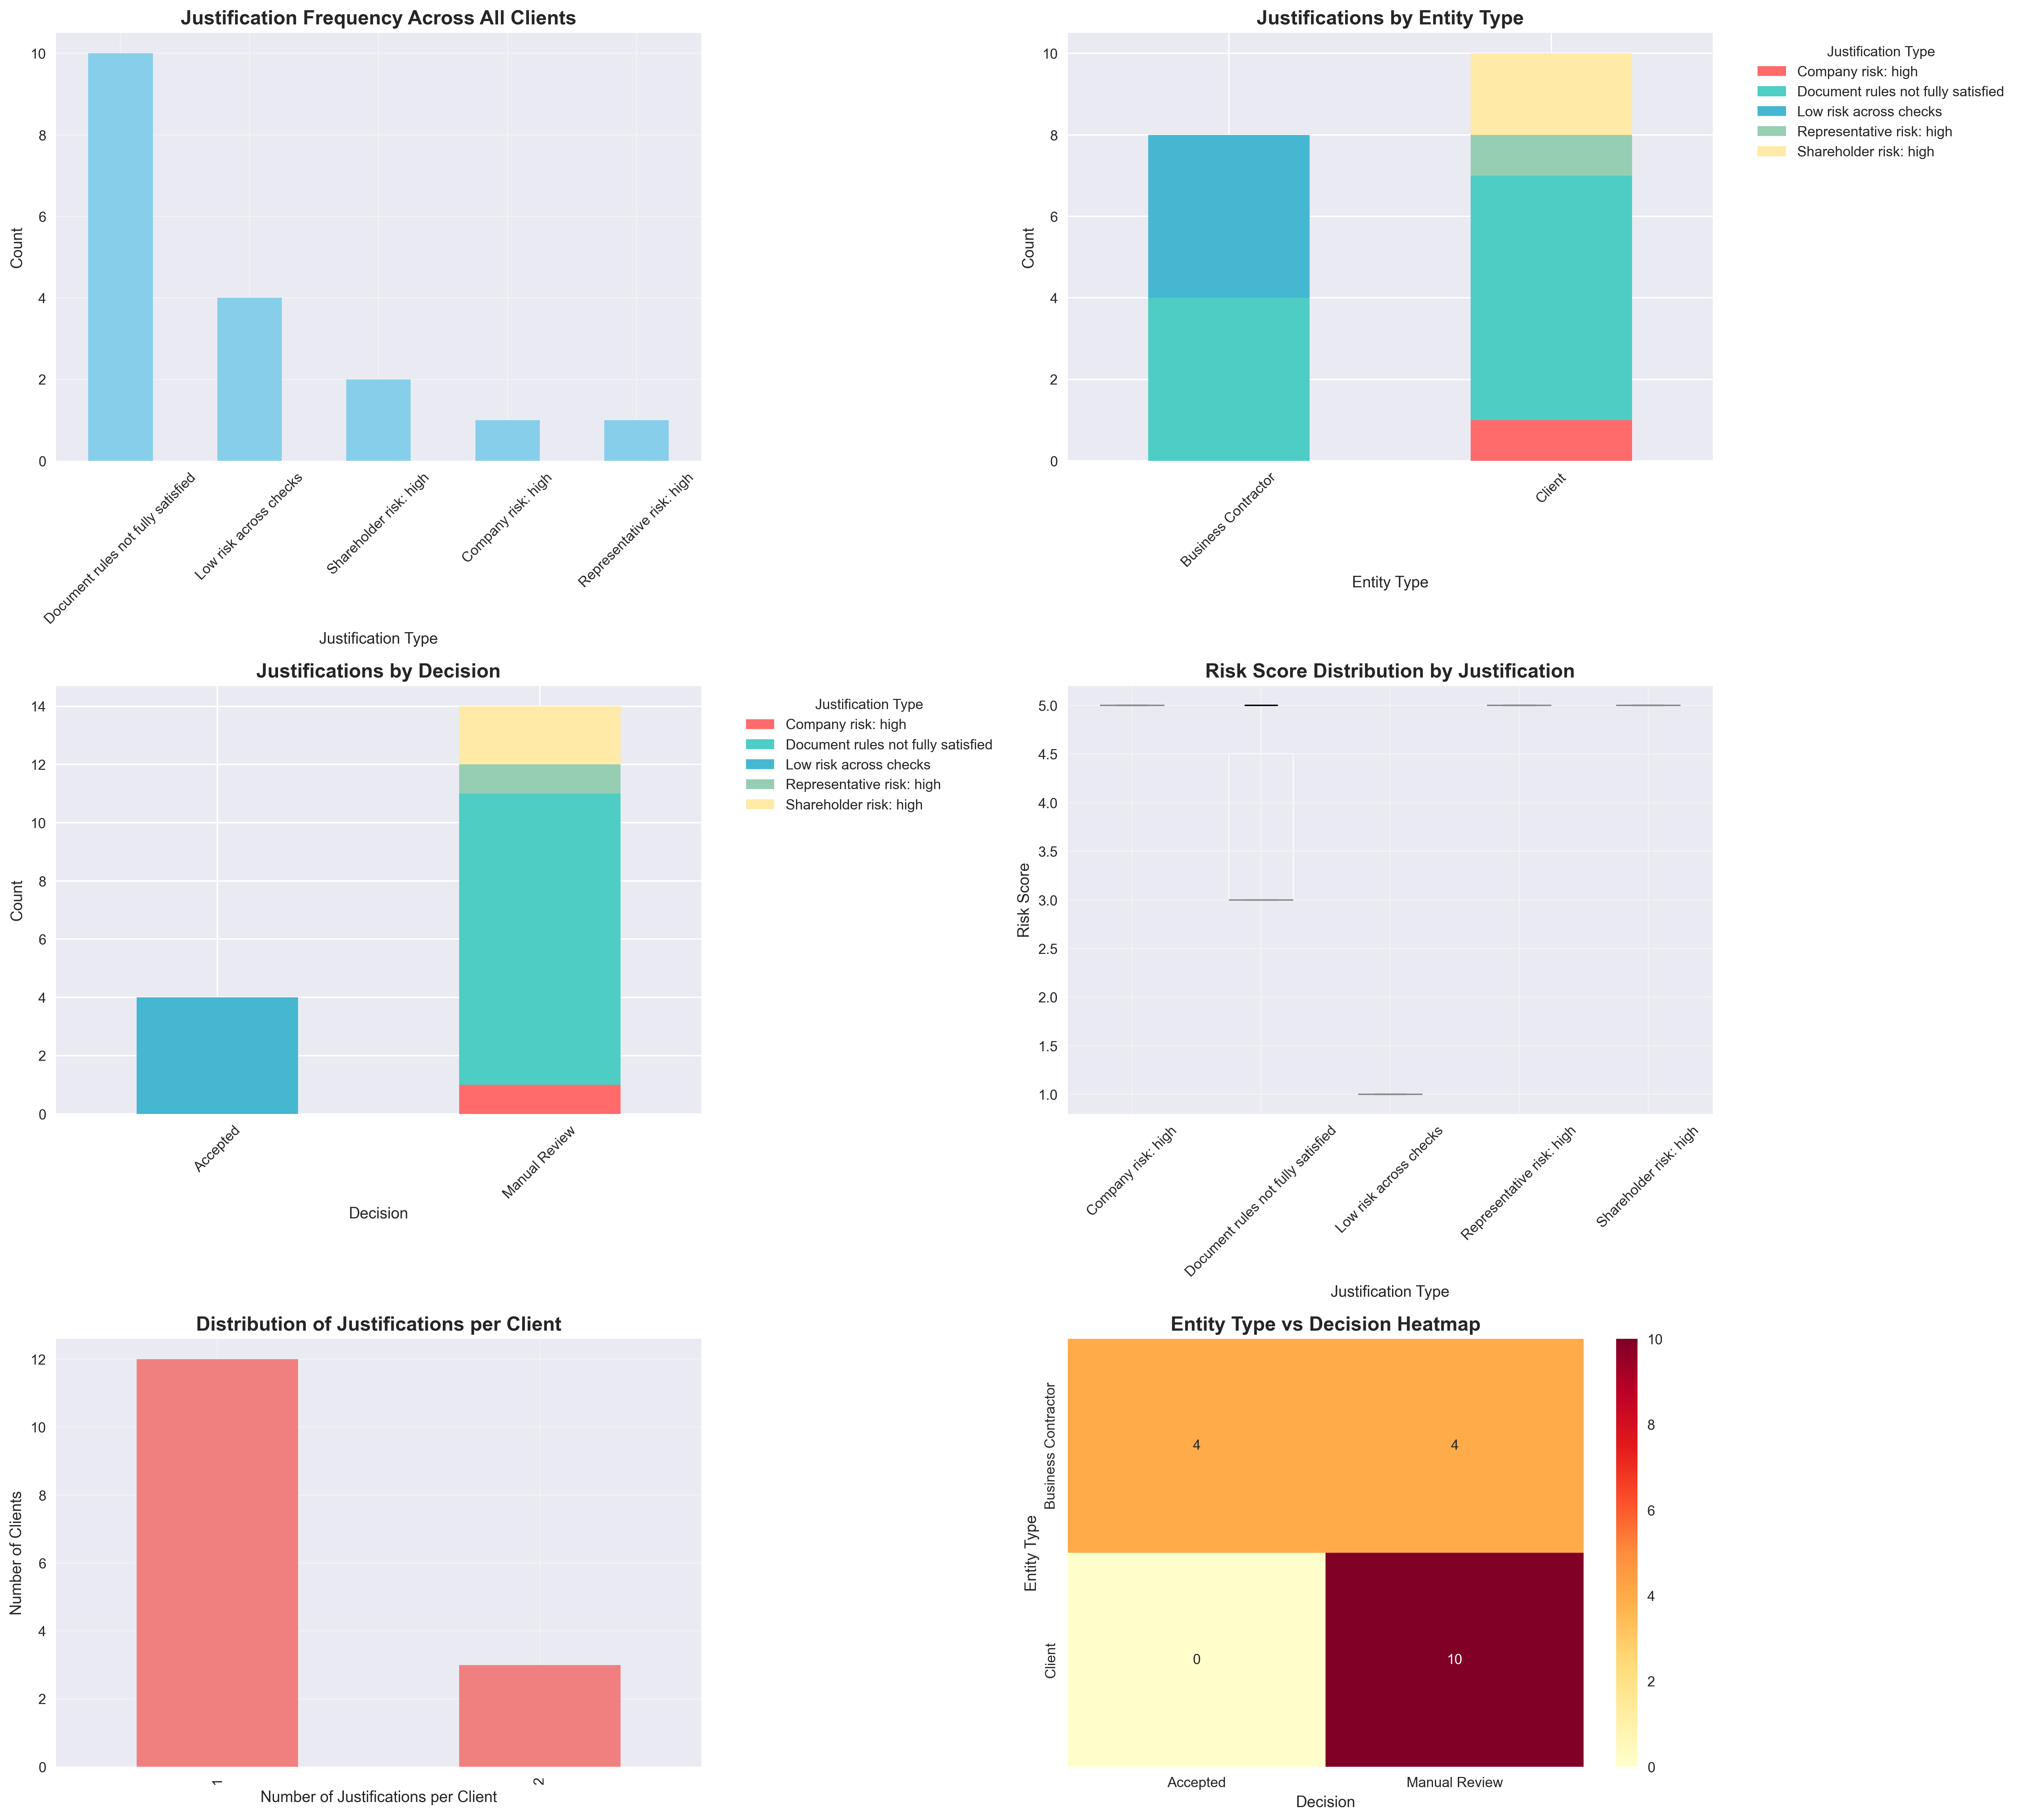 Justification Frequency Across All Clients
10
8
6
4
2
0
Count
Document rules not fully satisfied
Low risk across checks
Shareholder risk: high
Company risk: high
Representative risk: high
Justification Type
Justifications by Entity Type
10
8
6
4
2
0
Count
Business Contractor
Client
Entity Type
Justification Type
Company risk: high
Document rules not fully satisfied
Low risk across checks
Representative risk: high
Shareholder risk: high
Justifications by Decision
14
12
10
8
6
4
2
0
Count
Accepted
Manual Review
Decision
Justification Type
Company risk: high
Document rules not fully satisfied
Low risk across checks
Representative risk: high
Shareholder risk: high
Risk Score Distribution by Justification
5.0
4.5
4.0
3.5
3.0
2.5
2.0
1.5
1.0
Risk Score
Company risk: high
Document rules not fully satisfied
Low risk across checks
Representative risk: high
Shareholder risk: high
Justification Type
Distribution of Justifications per Client
12
10
8
6
4
2
0
Number of Clients
1
2
Number of Justifications per Client
Entity Type vs Decision Heatmap
Entity Type
Business Contractor
Client
4
4
0
10
Accepted
Manual Review
Decision
10
8
6
4
2
0